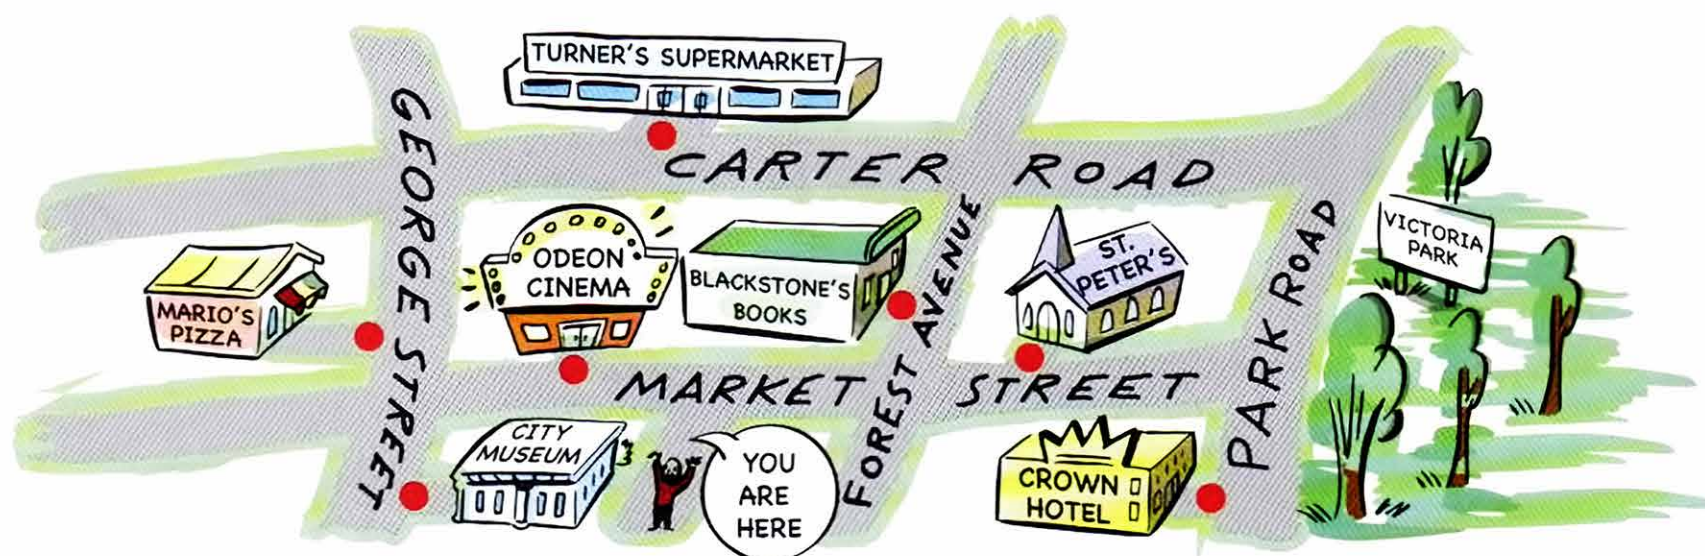 TURNER'S SUPERMARKET
GEORGE STREET
CARTER ROAD
MARIO'S
PIZZA
ODEON
CINEMA
BLACKSTONE'S
BOOKS
FOREST AVENUE
ST.
PETER'S
PARK ROAD
VICTORIA
PARK
MARKET STREET
CITY
MUSEUM
YOU
ARE
HERE
CROWN
HOTEL